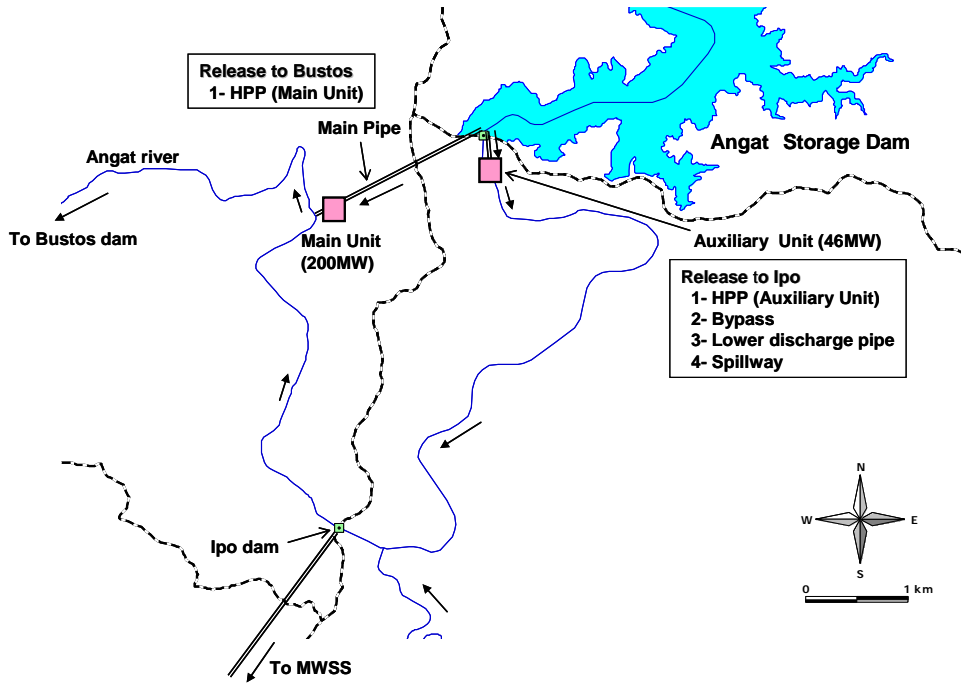 Release to Bustos
1- HPP (Main Unit)
Main Pipe
Angat river
Angat Storage Dam
To Bustos dam
Main Unit
(200MW)
Auxiliary Unit (46MW)
Release to Ipo
1- HPP (Auxiliary Unit)
2- Bypass
3- Lower discharge pipe
4- Spillway
Ipo dam
To MWSS
N
W
E
S
0
1 km